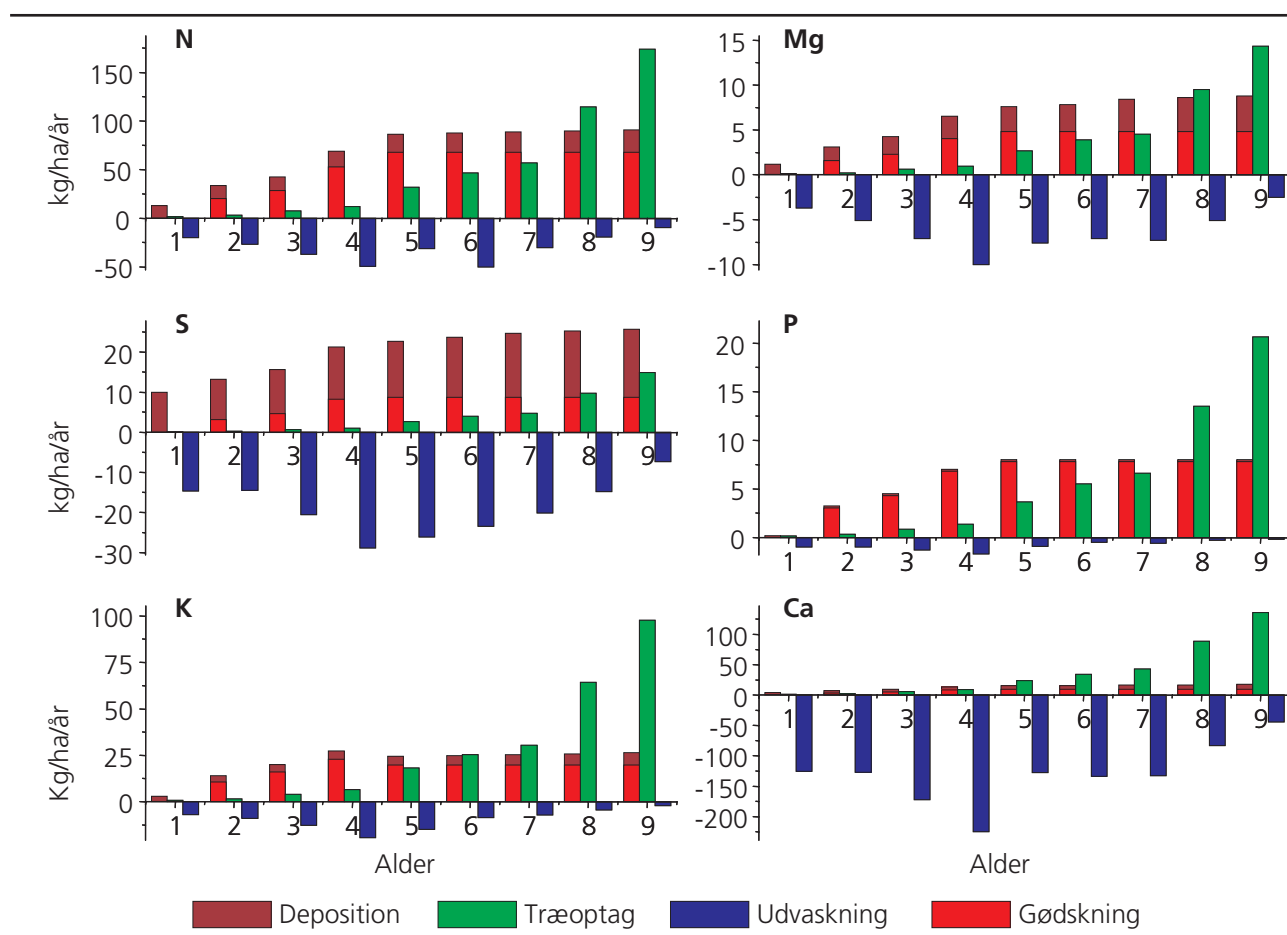 N
150
100
50
0
-50
kg/ha/år
1 2 3 4 5 6 7 8 9
Mg
15
10
5
0
-5
-10
1 2 3 4 5 6 7 8 9
S
20
10
0
-10
-20
-30
kg/ha/år
1 2 3 4 5 6 7 8 9
P
20
15
10
5
0
1 2 3 4 5 6 7 8 9
K
100
75
50
25
0
Kg/ha/år
1 2 3 4 5 6 7 8 9
Alder
Ca
100
50
0
-50
-100
-150
-200
1 2 3 4 5 6 7 8 9
Alder
Deposition Træoptag Udvaskning Gødskning